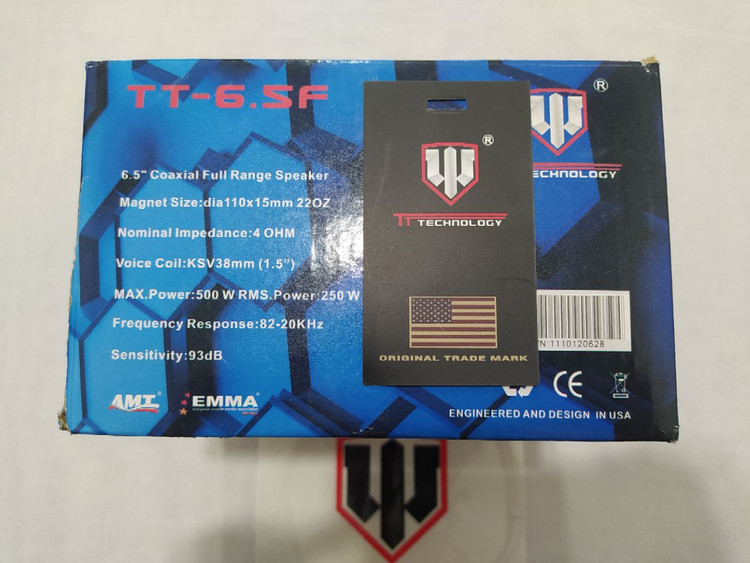 TT-6.5F
6.5" Coaxial Full Range Speaker
Magnet Size:dia110x15mm 22OZ
Nominal Impedance:4 OHM
Voice Coil:KSV38mm (1.5")
MAX.Power:500 W RMS.Power:250 W
Frequency Response:82-20KHz
Sensitivity:93dB
AMT
EMMA
®
TT TECHNOLOGY
ORIGINAL TRADE MARK
®
TECHNOLOGY
N:1110120628
CE
ENGINEERED AND DESIGN IN USA